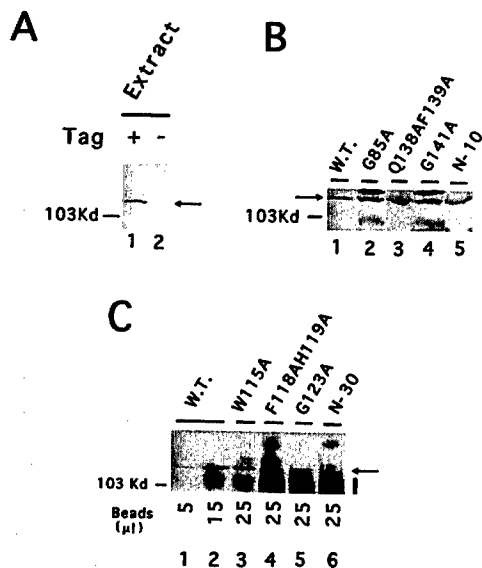 A
Extract
Tag + -
103Kd
1 2
B
W.T. G85A Q138AF139A G141A N-10
103Kd
1 2 3 4 5
C
W.T. W115A F118AH119A G123A N-30
103 Kd
Beads (µl) 5 15 25 25 25 25
1 2 3 4 5 6